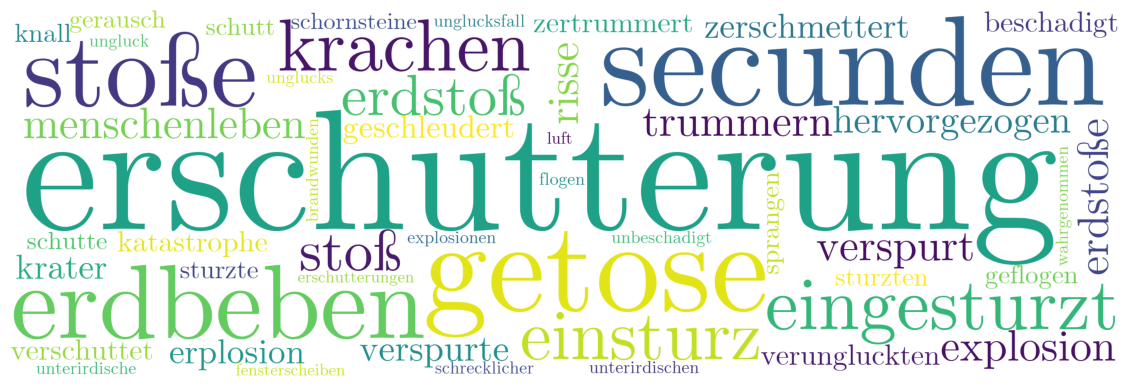 knall
gerausch
ungluck
schutt
schornsteine
unglucksfall
zertrummert
zerschmettert
beschadigt
stoße
krachen
unglucks
erdstoß
risse
secunden
menschenleben
brandwunden
geschleudert
luft
trummern
hervorgezogen
erschutterung
flogen
sprangen
wahrgenommen
erdstoße
schutte
katastrophe
stoß
explosionen
unbeschadigt
verspurt
krater
sturzte
erschutterungen
getose
sturzten
geflogen
erdbeben
einsturz
eingesturzt
verschuttet
erplosion
verspurte
verungluckten
explosion
unterirdische
fensterscheiben
schrecklicher
unterirdischen